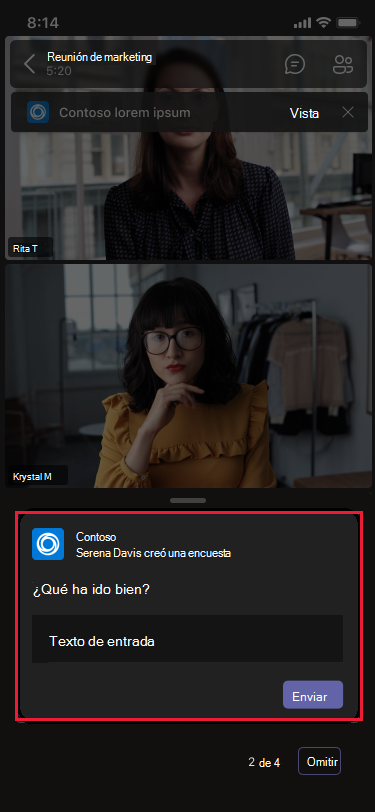 8:14
Reunión de marketing
5:20
Contoso lorem ipsum Vista
Rita T
Krystal M
Contoso
Serena Davis creó una encuesta
¿Qué ha ido bien?
Texto de entrada
Enviar
2 de 4 Omitir